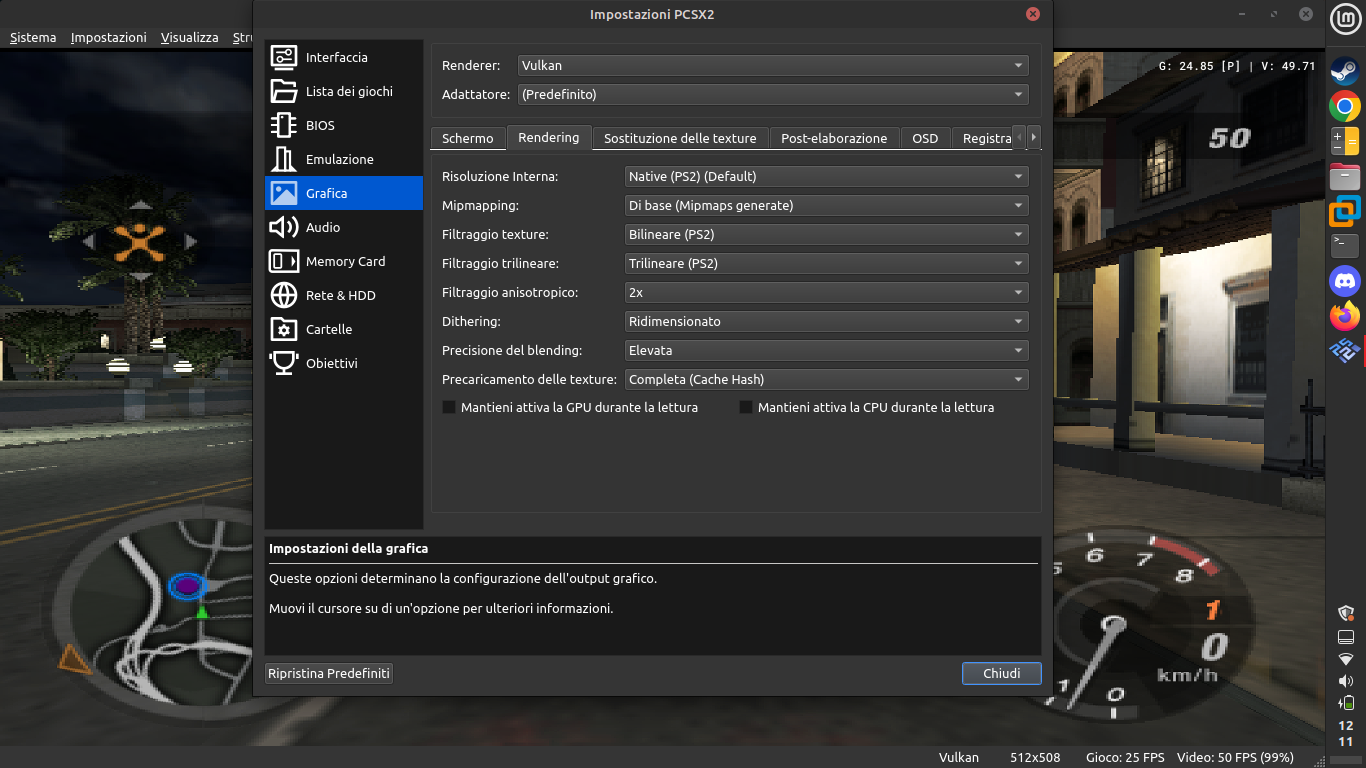 Impostazioni PCSX2
Sistema Impostazioni Visualizza Stru
Interfaccia
Lista dei giochi
BIOS
Emulazione
Grafica
Audio
Memory Card
Rete & HDD
Cartelle
Obiettivi
Renderer: Vulkan
Adattatore: (Predefinito)
Schermo Rendering Sostituzione delle texture Post-elaborazione OSD Registra
Risoluzione Interna: Native (PS2) (Default)
Mipmapping: Di base (Mipmaps generate)
Filtraggio texture: Bilineare (PS2)
Filtraggio trilineare: Trilineare (PS2)
Filtraggio anisotropico: 2x
Dithering: Ridimensionato
Precisione del blending: Elevata
Precaricamento delle texture: Completa (Cache Hash)
Mantieni attiva la GPU durante la lettura Mantieni attiva la CPU durante la lettura
Impostazioni della grafica
Queste opzioni determinano la configurazione dell'output grafico.
Muovi il cursore su di un'opzione per ulteriori informazioni.
Ripristina Predefiniti Chiudi
G: 24.85 [P] | V: 49.71
50
5 6 7 8
1
0
km/h
1 0
Vulkan 512x508 Gioco: 25 FPS Video: 50 FPS (99%)
12
11